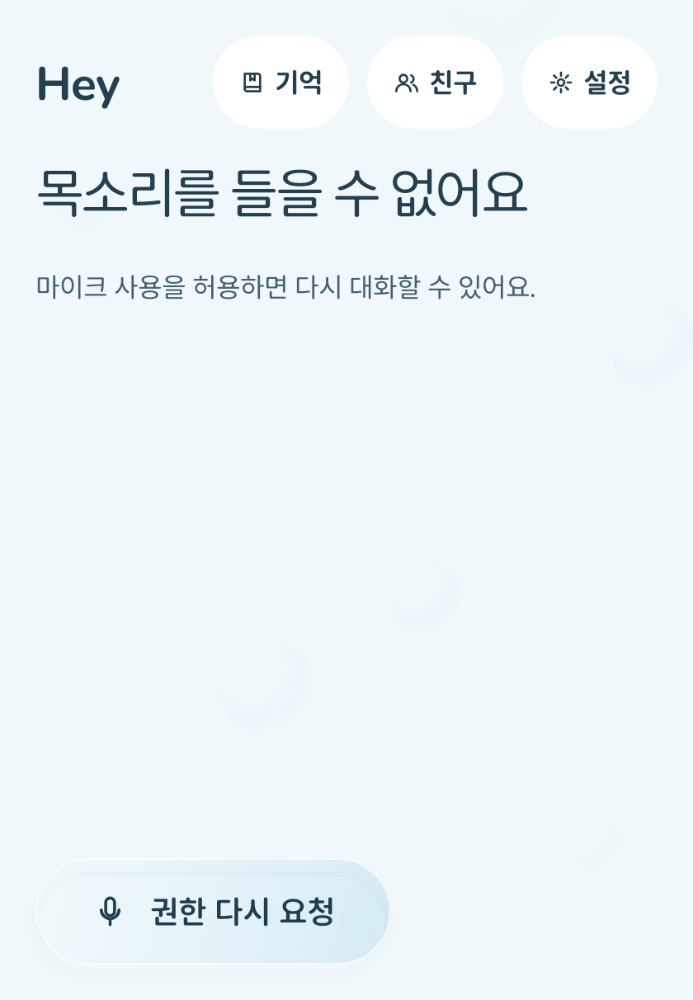 Hey
기억
친구
설정
목소리를 들을 수 없어요
마이크 사용을 허용하면 다시 대화할 수 있어요.
권한 다시 요청